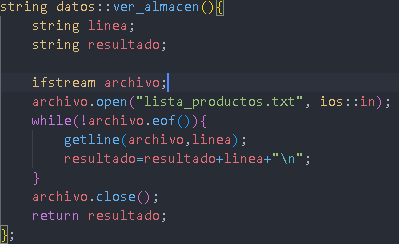 string datos::ver_almacen(){
    string linea;
    string resultado;

    ifstream archivo;
    archivo.open("lista_productos.txt", ios::in);
    while(!archivo.eof()){
        getline(archivo,linea);
        resultado=resultado+linea+"\n";
    }
    archivo.close();
    return resultado;
};